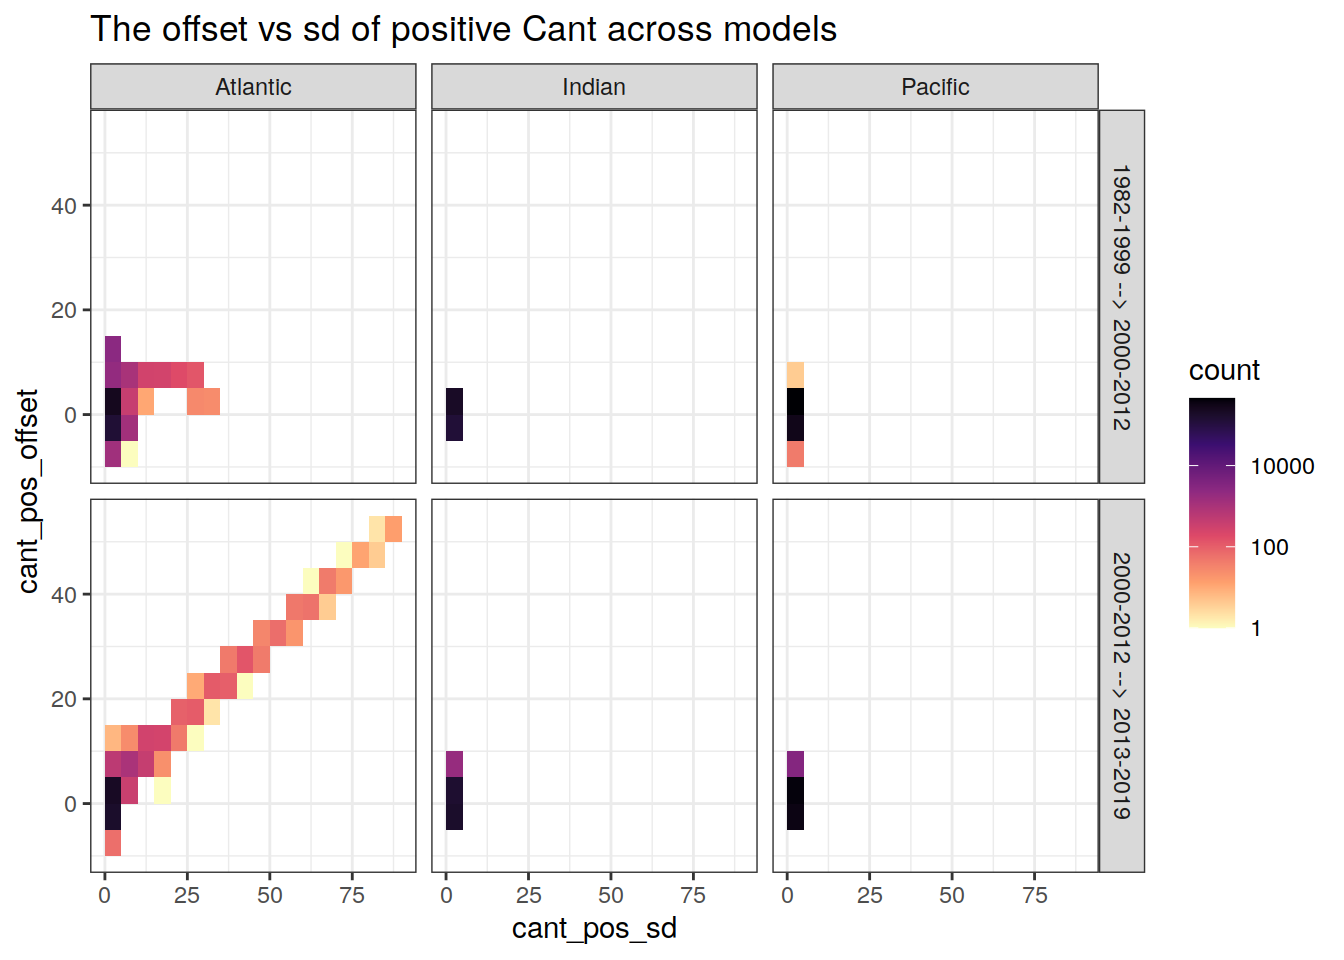 The offset vs sd of positive Cant across models
Atlantic Indian Pacific
40
20
0
1982-1999 --> 2000-2012
40
20
0
2000-2012 --> 2013-2019
0 25 50 75 0 25 50 75 0 25 50 75
cant_pos_sd
cant_pos_offset
count
10000
100
1